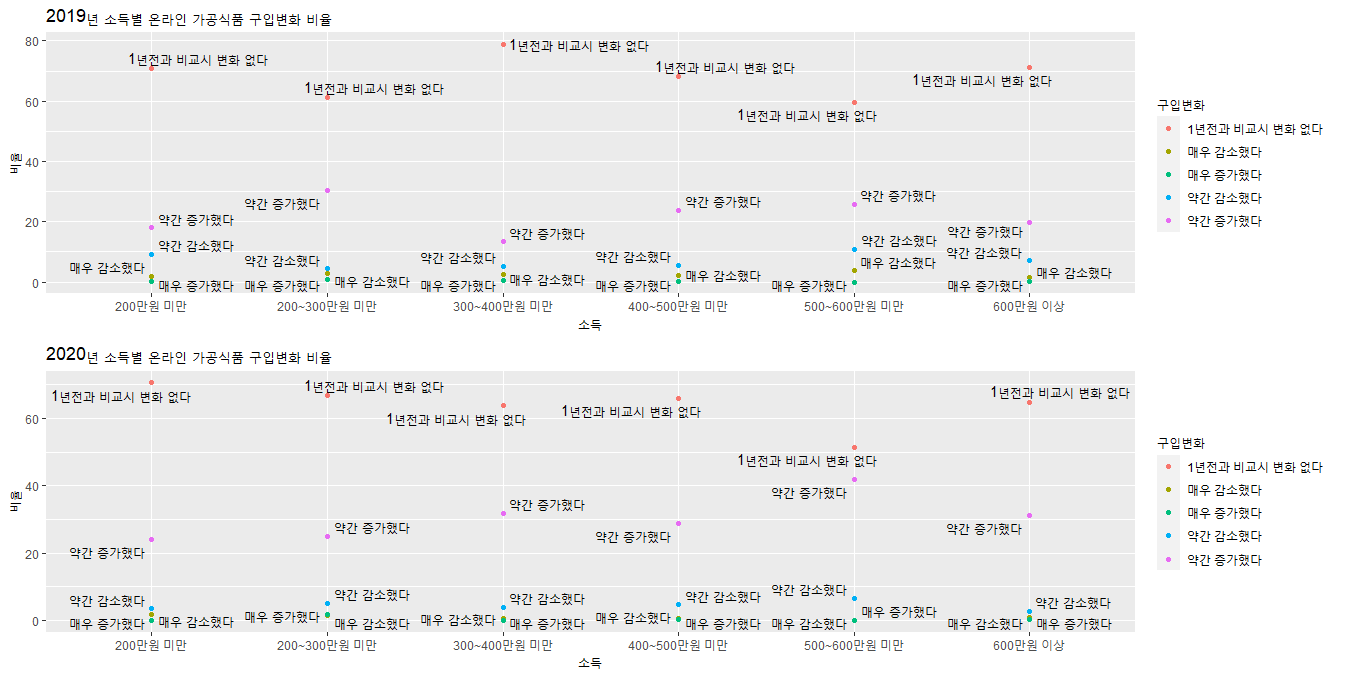 2019년 소득별 온라인 가공식품 구입변화 비율
80
60
40
20
0
비율
1년전과 비교시 변화 없다
1년전과 비교시 변화 없다
1년전과 비교시 변화 없다
1년전과 비교시 변화 없다
1년전과 비교시 변화 없다
1년전과 비교시 변화 없다
약간 증가했다
약간 감소했다
매우 감소했다
매우 증가했다
약간 증가했다
약간 감소했다
매우 증가했다
매우 감소했다
약간 증가했다
약간 감소했다
매우 증가했다
매우 감소했다
약간 증가했다
약간 감소했다
매우 증가했다
매우 감소했다
약간 증가했다
약간 감소했다
매우 감소했다
매우 증가했다
약간 증가했다
약간 감소했다
매우 감소했다
매우 증가했다
200만원 미만
200~300만원 미만
300~400만원 미만
400~500만원 미만
500~600만원 미만
600만원 이상
소득
구입변화
1년전과 비교시 변화 없다
매우 감소했다
매우 증가했다
약간 감소했다
약간 증가했다
2020년 소득별 온라인 가공식품 구입변화 비율
60
40
20
0
비율
1년전과 비교시 변화 없다
1년전과 비교시 변화 없다
1년전과 비교시 변화 없다
1년전과 비교시 변화 없다
1년전과 비교시 변화 없다
1년전과 비교시 변화 없다
약간 증가했다
약간 감소했다
매우 증가했다
매우 감소했다
약간 증가했다
약간 감소했다
매우 증가했다
매우 감소했다
약간 증가했다
약간 감소했다
매우 감소했다
매우 증가했다
약간 증가했다
약간 감소했다
매우 감소했다
매우 증가했다
약간 증가했다
약간 감소했다
매우 증가했다
매우 감소했다
약간 증가했다
약간 감소했다
매우 감소했다
매우 증가했다
200만원 미만
200~300만원 미만
300~400만원 미만
400~500만원 미만
500~600만원 미만
600만원 이상
소득
구입변화
1년전과 비교시 변화 없다
매우 감소했다
매우 증가했다
약간 감소했다
약간 증가했다